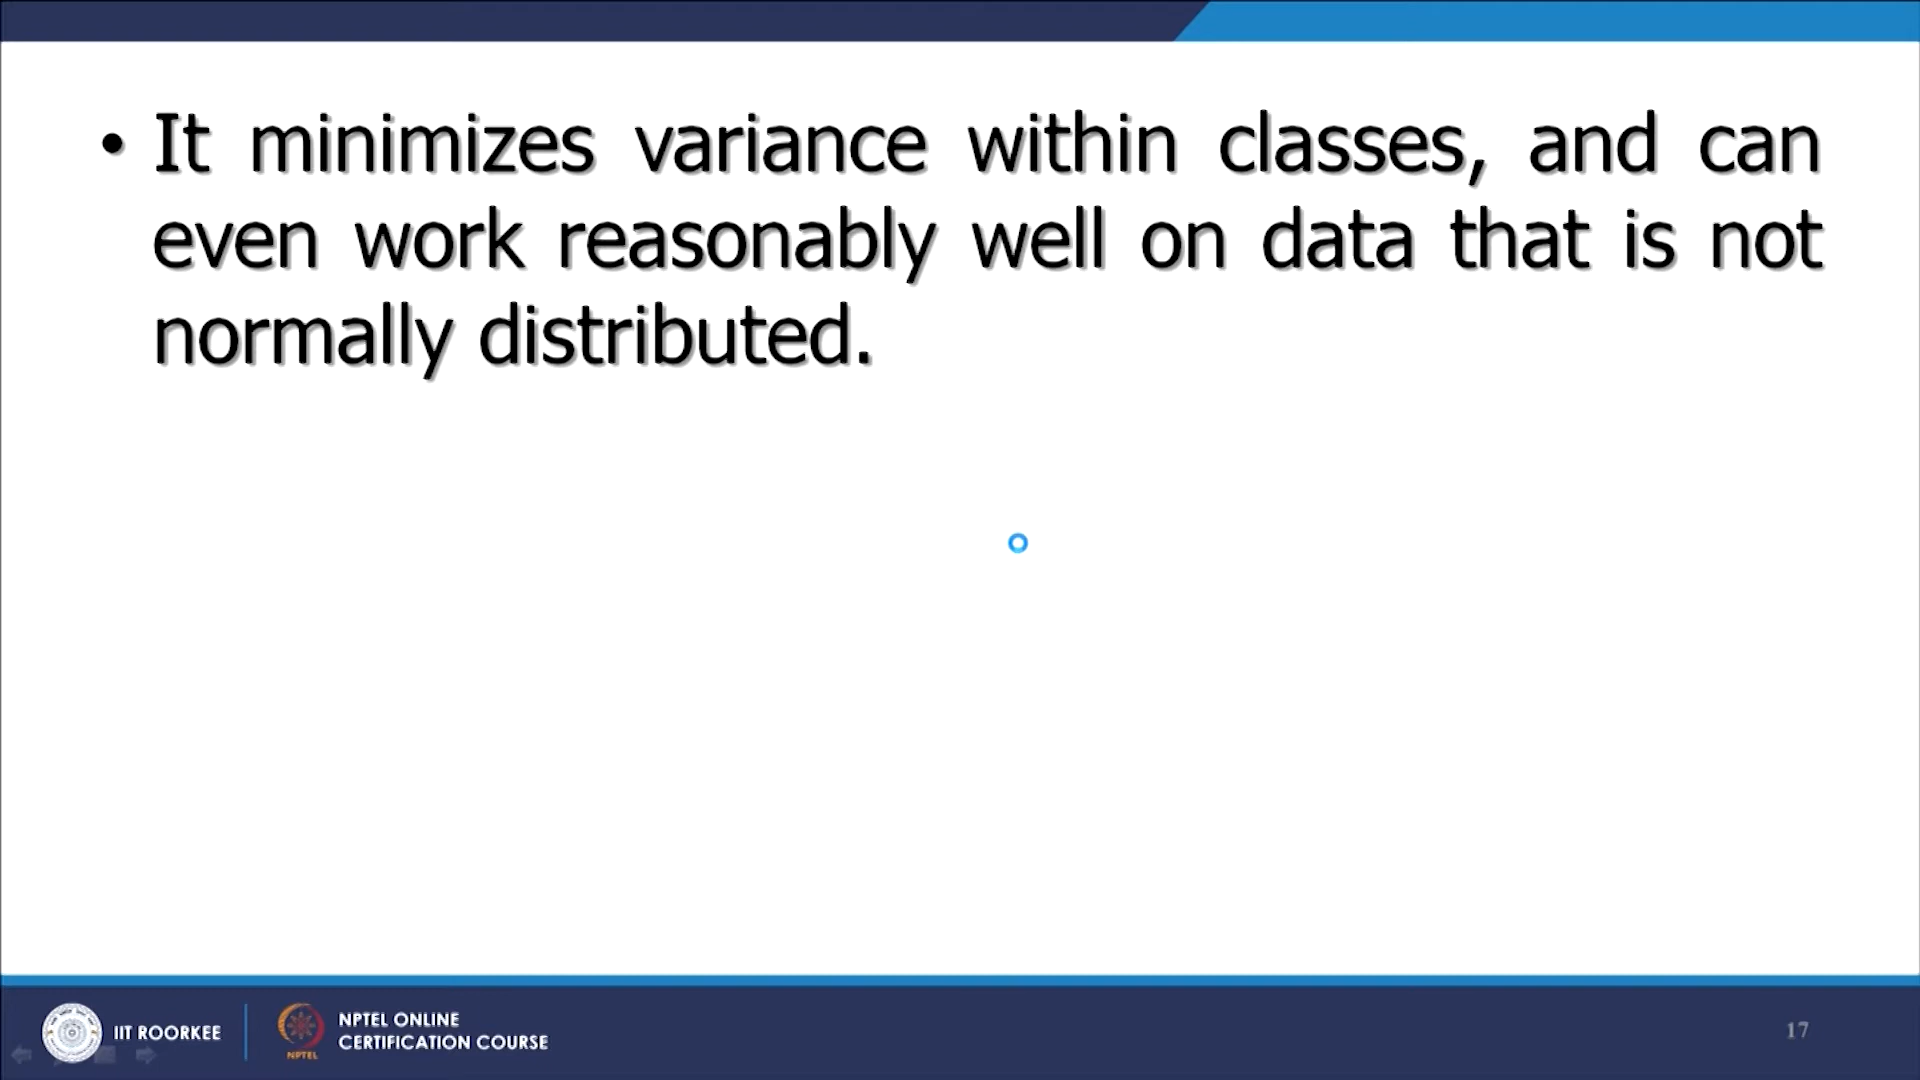 • It minimizes variance within classes, and can
even work reasonably well on data that is not
normally distributed.
IIT ROORKEE
NPTEL
NPTEL ONLINE
CERTIFICATION COURSE
17